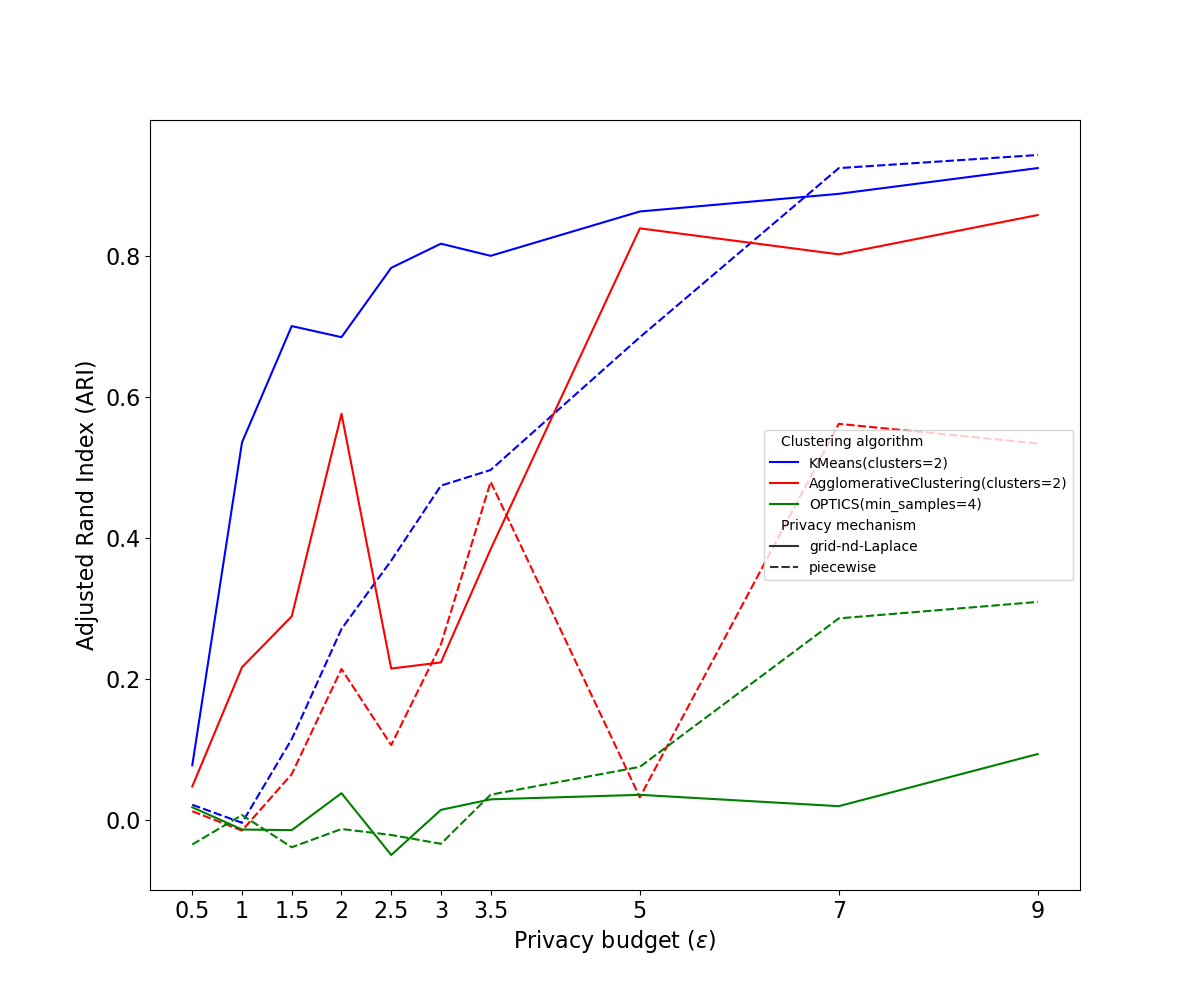 0.8
0.6
0.4
0.2
0.0
Adjusted Rand Index (ARI)
Clustering algorithm
KMeans(clusters=2)
AgglomerativeClustering(clusters=2)
OPTICS(min_samples=4)
Privacy mechanism
grid-nd-Laplace
piecewise
0.5 1 1.5 2 2.5 3 3.5 5 7 9
Privacy budget (ε)